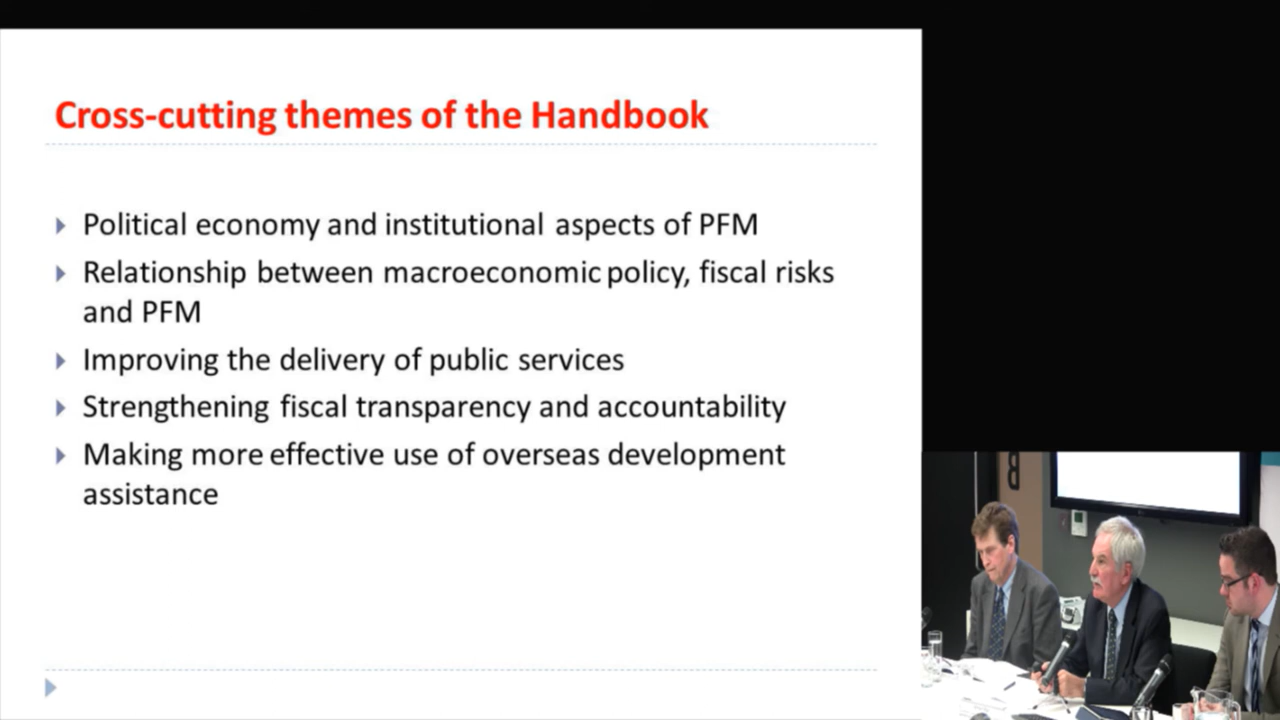 Cross-cutting themes of the Handbook
Political economy and institutional aspects of PFM
Relationship between macroeconomic policy, fiscal risks
and PFM
Improving the delivery of public services
Strengthening fiscal transparency and accountability
Making more effective use of overseas development
assistance
B